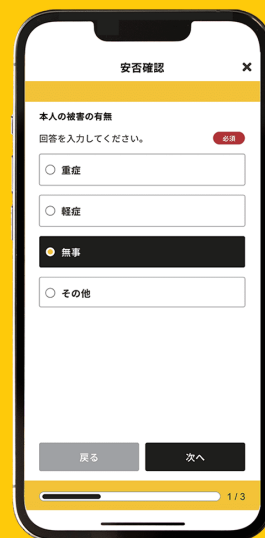 安否確認
×
本人の被害の有無
回答を入力してください。 必須
重症
軽症
無事
その他
戻る 次へ
1 / 3